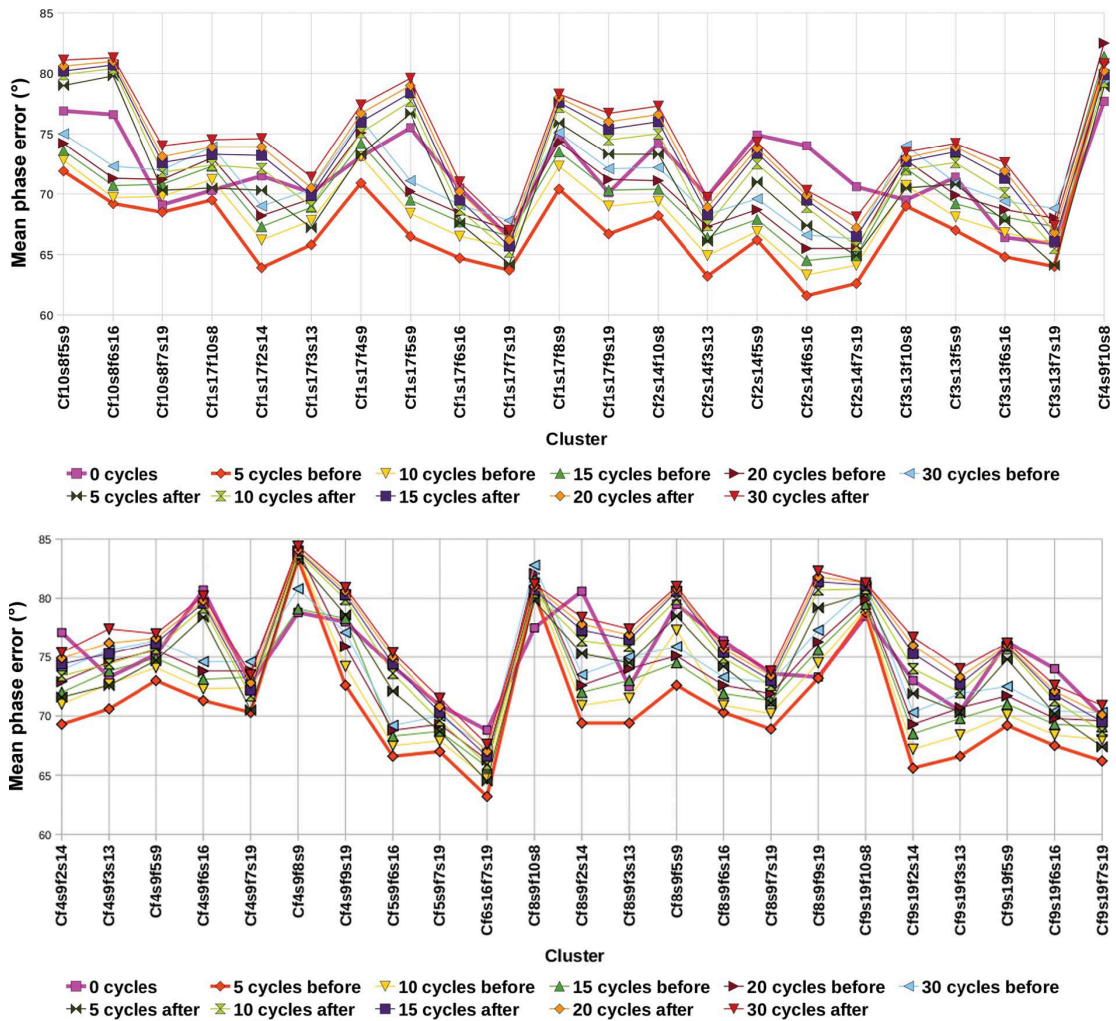 85
80
75
70
65
60
Mean phase error (°)
Cf10s8f5s9
Cf10s8f6s16
Cf10s8f7s19
Cf1s17f10s8
Cf1s17f2s14
Cf1s17f3s13
Cf1s17f4s9
Cf1s17f5s9
Cf1s17f6s16
Cf1s17f7s19
Cf1s17f8s9
Cf1s17f9s19
Cf2s14f10s8
Cf2s14f3s13
Cf2s14f5s9
Cf2s14f6s16
Cf2s14f7s19
Cf3s13f10s8
Cf3s13f5s9
Cf3s13f6s16
Cf3s13f7s19
Cf4s9f10s8
Cluster
0 cycles 5 cycles before 10 cycles before 15 cycles before 20 cycles before 30 cycles before
5 cycles after 10 cycles after 15 cycles after 20 cycles after 30 cycles after
85
80
75
70
65
60
Mean phase error (°)
Cf4s9f2s14
Cf4s9f3s13
Cf4s9f5s9
Cf4s9f6s16
Cf4s9f7s19
Cf4s9f8s9
Cf4s9f9s19
Cf5s9f6s16
Cf5s9f7s19
Cf6s16f7s19
Cf8s9f10s8
Cf8s9f2s14
Cf8s9f3s13
Cf8s9f5s9
Cf8s9f6s16
Cf8s9f7s19
Cf8s9f9s19
Cf9s19f10s8
Cf9s19f2s14
Cf9s19f3s13
Cf9s19f5s9
Cf9s19f6s16
Cf9s19f7s19
Cluster
0 cycles 5 cycles before 10 cycles before 15 cycles before 20 cycles before 30 cycles before
5 cycles after 10 cycles after 15 cycles after 20 cycles after 30 cycles after